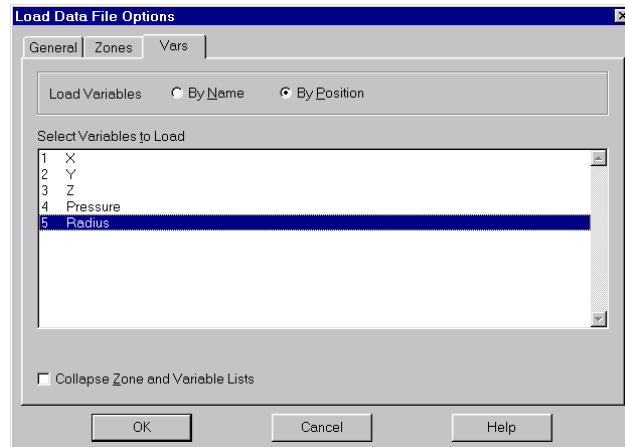 Load Data File Options
General Zones Vars
Load Variables By Name By Position
Select Variables to Load
1 X
2 Y
3 Z
4 Pressure
5 Radius
Collapse Zone and Variable Lists
OK Cancel Help